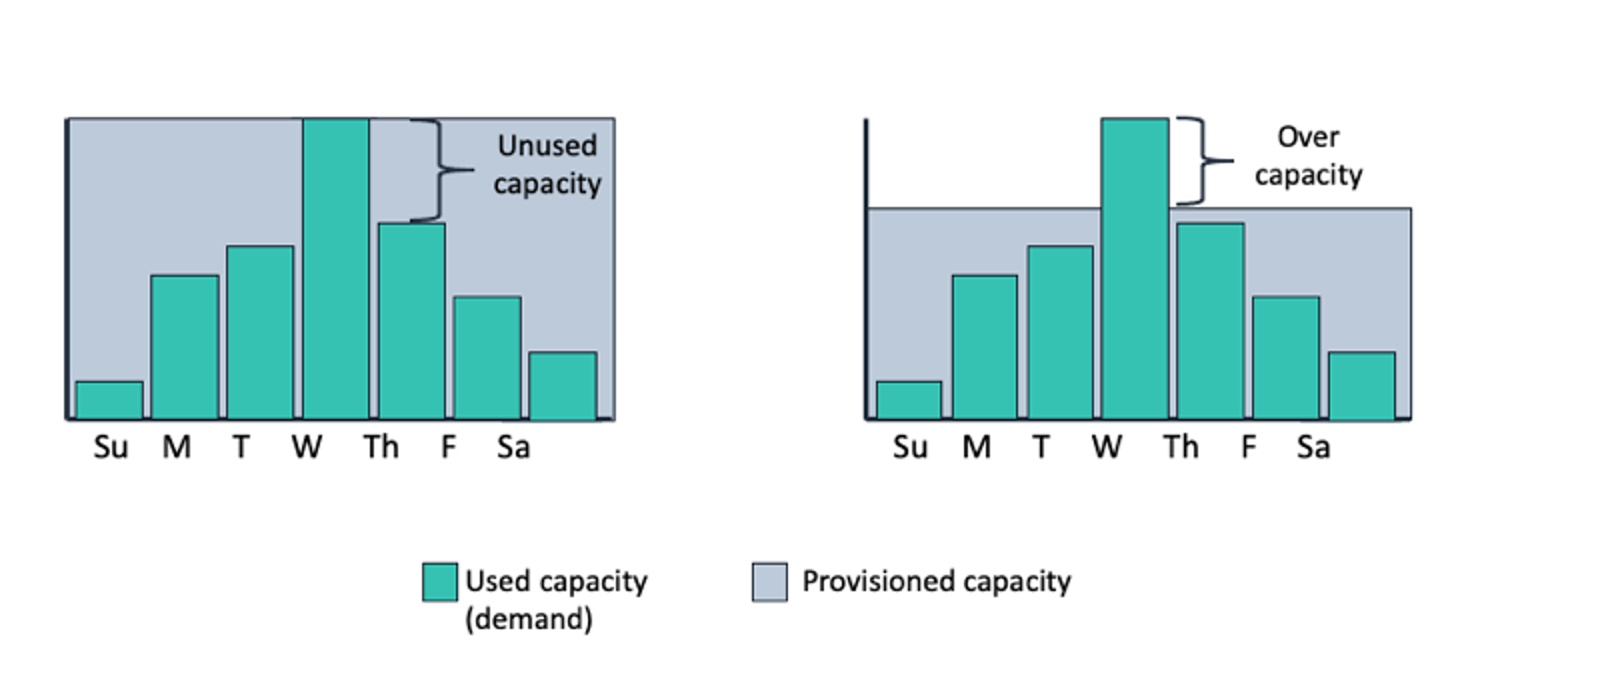 Unused
capacity
Su M T W Th F Sa
Over
capacity
Su M T W Th F Sa
Used capacity
(demand)
Provisioned capacity